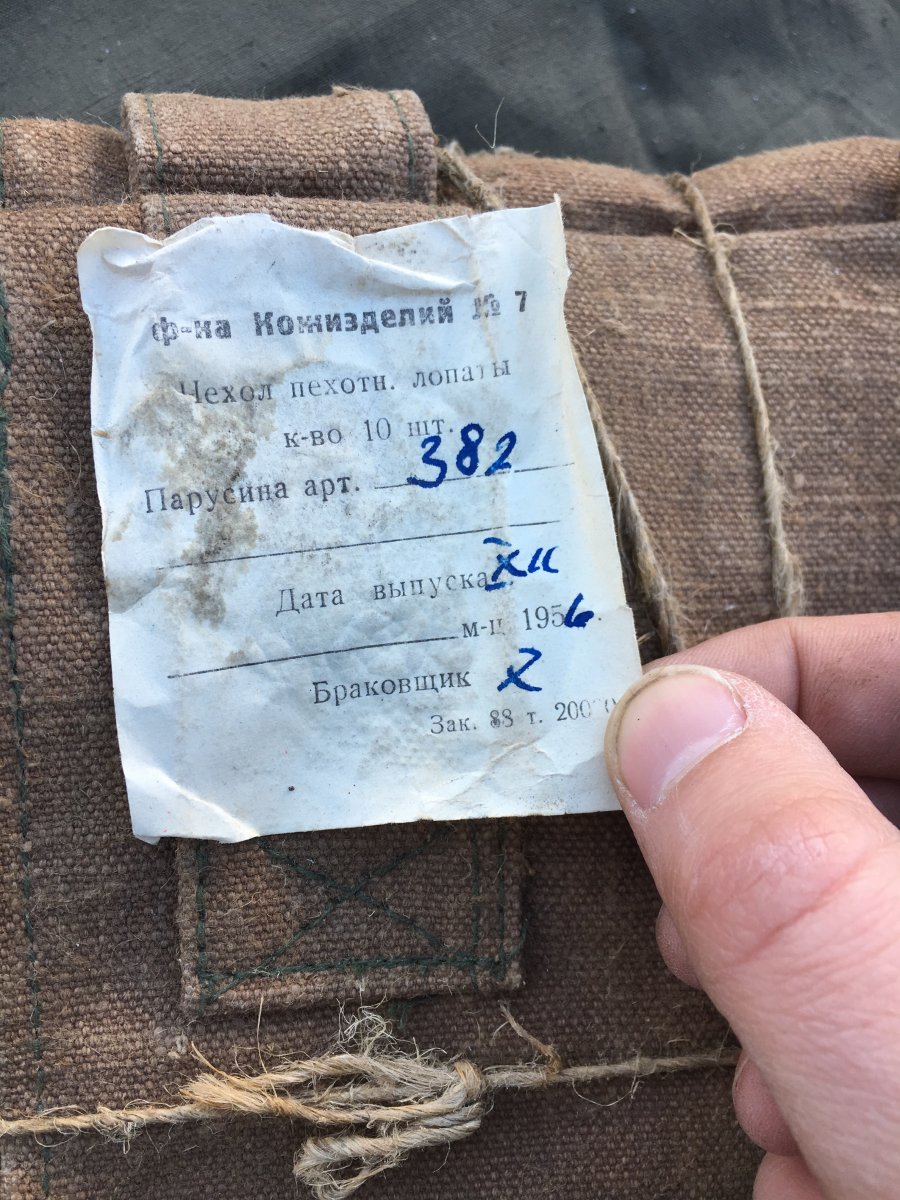 ф-ка Кожизделий № 7
Чехол пехотн. лопаты
к-во 10 шт.
Парусина арт. 382
Дата выпуска XII
м-ц 1956.
Браковщик 2
Зак. 88 т.